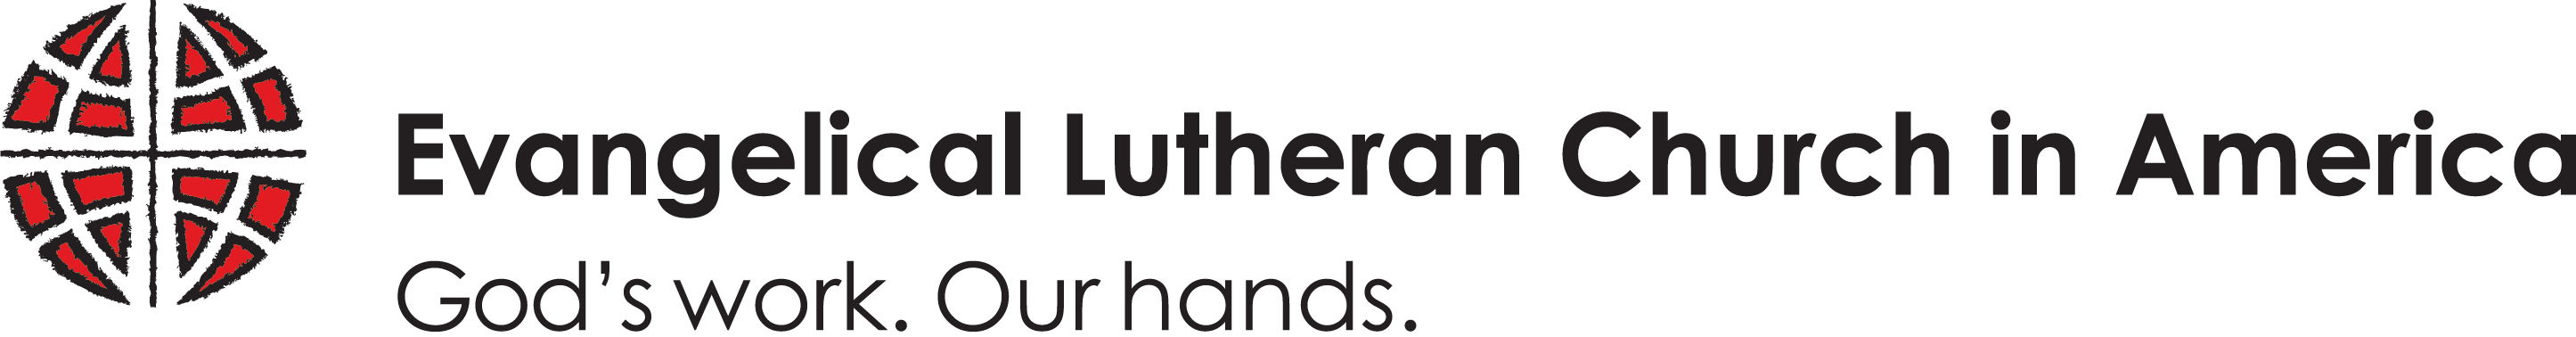 Evangelical Lutheran Church in America
God’s work. Our hands.